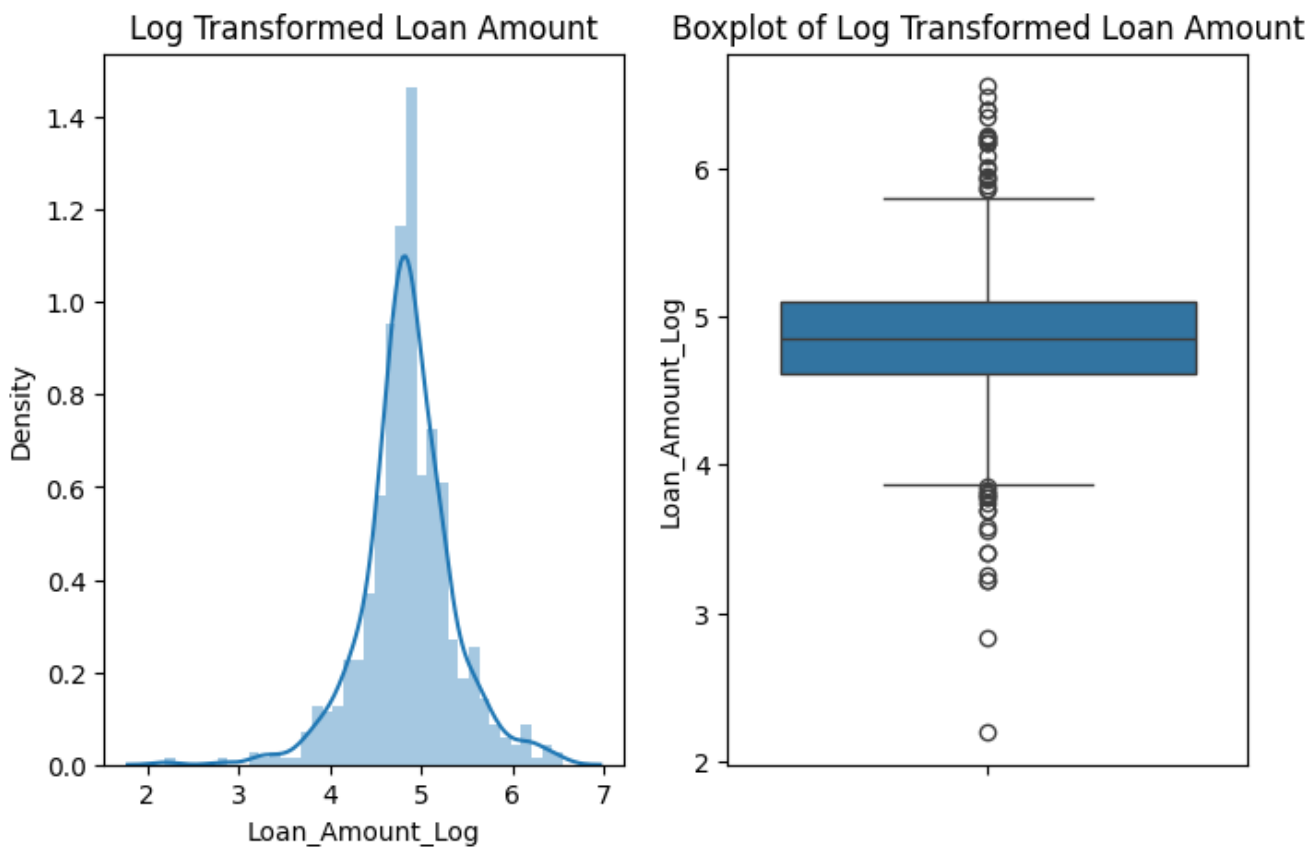 Log Transformed Loan Amount
1.4
1.2
1.0
0.8
0.6
0.4
0.2
0.0
Density
2 3 4 5 6 7
Loan_Amount_Log
Boxplot of Log Transformed Loan Amount
6
5
4
3
2
Loan_Amount_Log